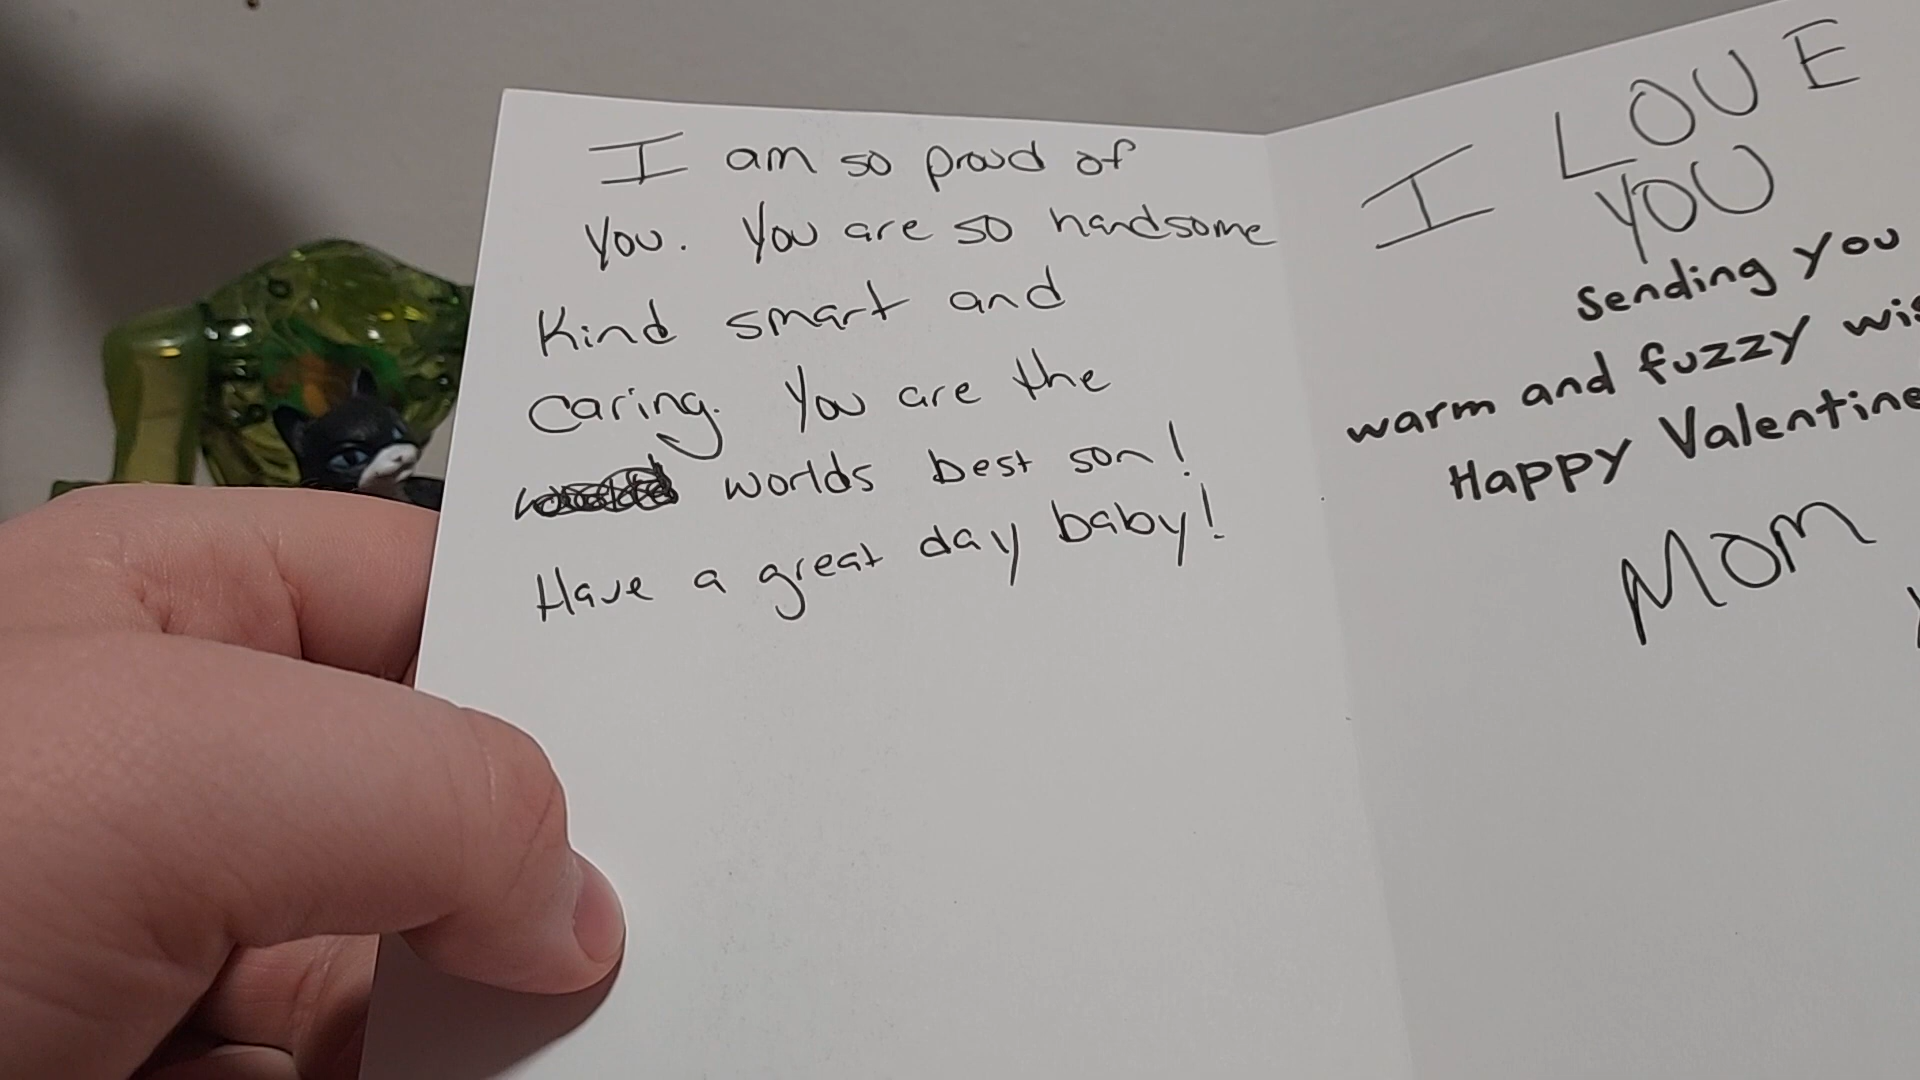 I am so proud of
you. You are so handsome
Kind smart and
caring. You are the
worlds best son!
Have a great day baby!
I LOVE
YOU
Sending you
warm and fuzzy
Happy Valentine
Mom